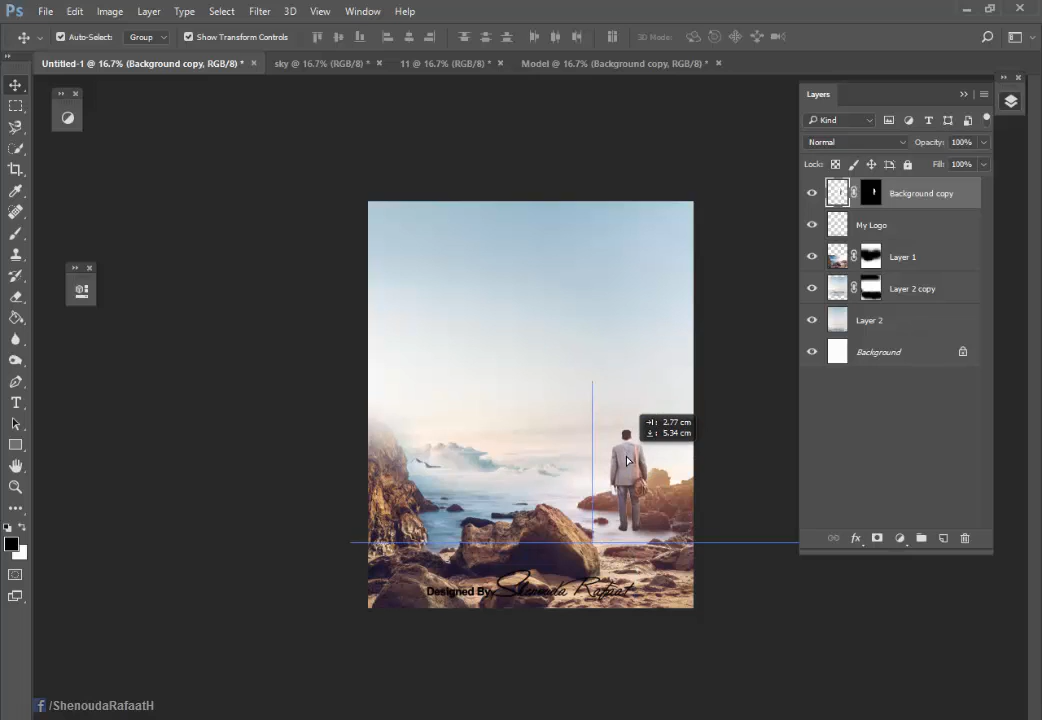 Ps File Edit Image Layer Type Select Filter 3D View Window Help
Auto-Select: Group Show Transform Controls 3D Mode:
Untitled-1 @ 16.7% (Background copy, RGB/8) * × sky @ 16.7% (RGB/8) * × 11 @ 16.7% (RGB/8) * × Model @ 16.7% (Background copy, RGB/8) * ×
Layers
Kind
Normal Opacity: 100%
Lock: Fill: 100%
Background copy
My Logo
Layer 1
Layer 2 copy
Layer 2
Background
2.77 cm
5.34 cm
Designed By Shenouda Rafaat
f /ShenoudaRafaatH